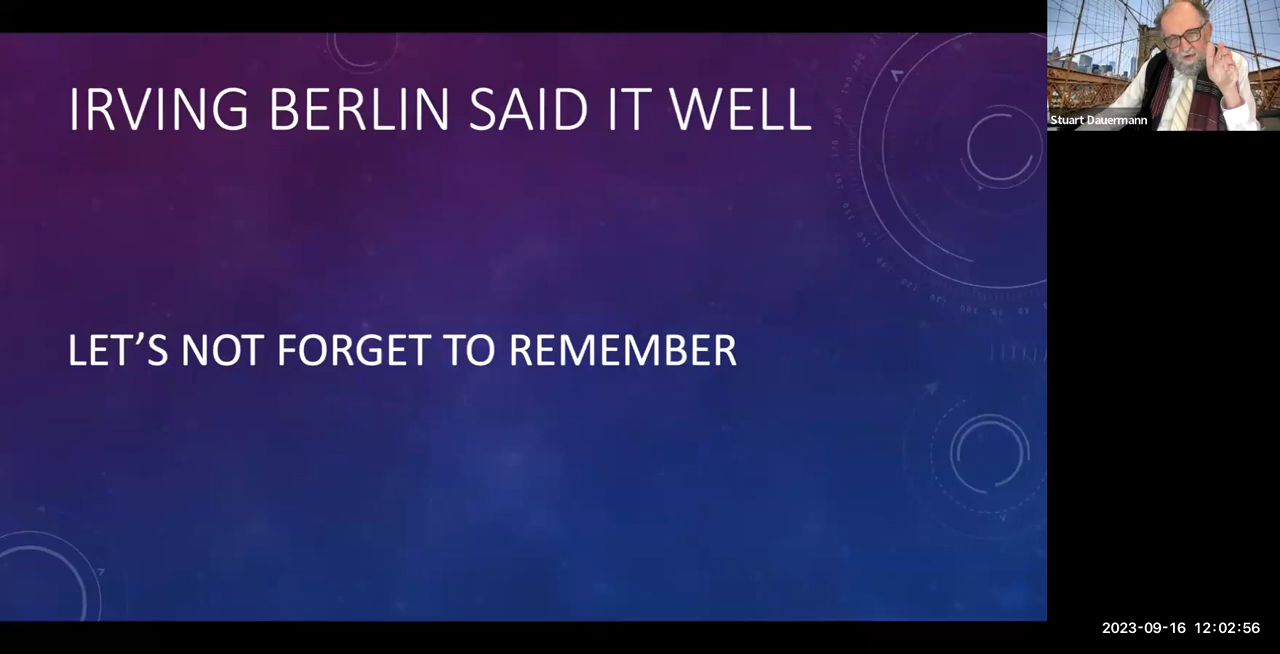 IRVING BERLIN SAID IT WELL
LET’S NOT FORGET TO REMEMBER
Stuart Dauermann
2023-09-16 12:02:56